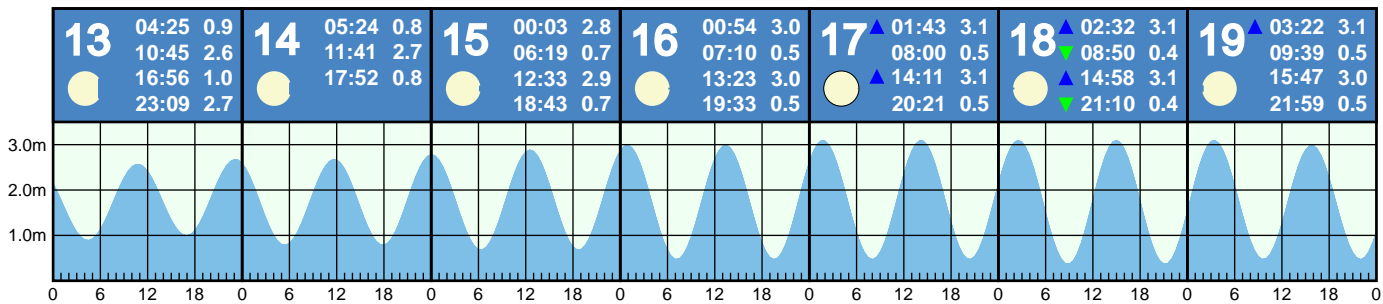 13 04:25 0.9
10:45 2.6
16:56 1.0
23:09 2.7
14 05:24 0.8
11:41 2.7
17:52 0.8
15 00:03 2.8
06:19 0.7
12:33 2.9
18:43 0.7
16 00:54 3.0
07:10 0.5
13:23 3.0
19:33 0.5
17 ▲ 01:43 3.1
08:00 0.5
▲ 14:11 3.1
20:21 0.5
18 ▲ 02:32 3.1
▼ 08:50 0.4
▲ 14:58 3.1
▼ 21:10 0.4
19 ▲ 03:22 3.1
09:39 0.5
15:47 3.0
21:59 0.5
3.0m
2.0m
1.0m
0 6 12 18 0 6 12 18 0 6 12 18 0 6 12 18 0 6 12 18 0 6 12 18 0 6 12 18 0